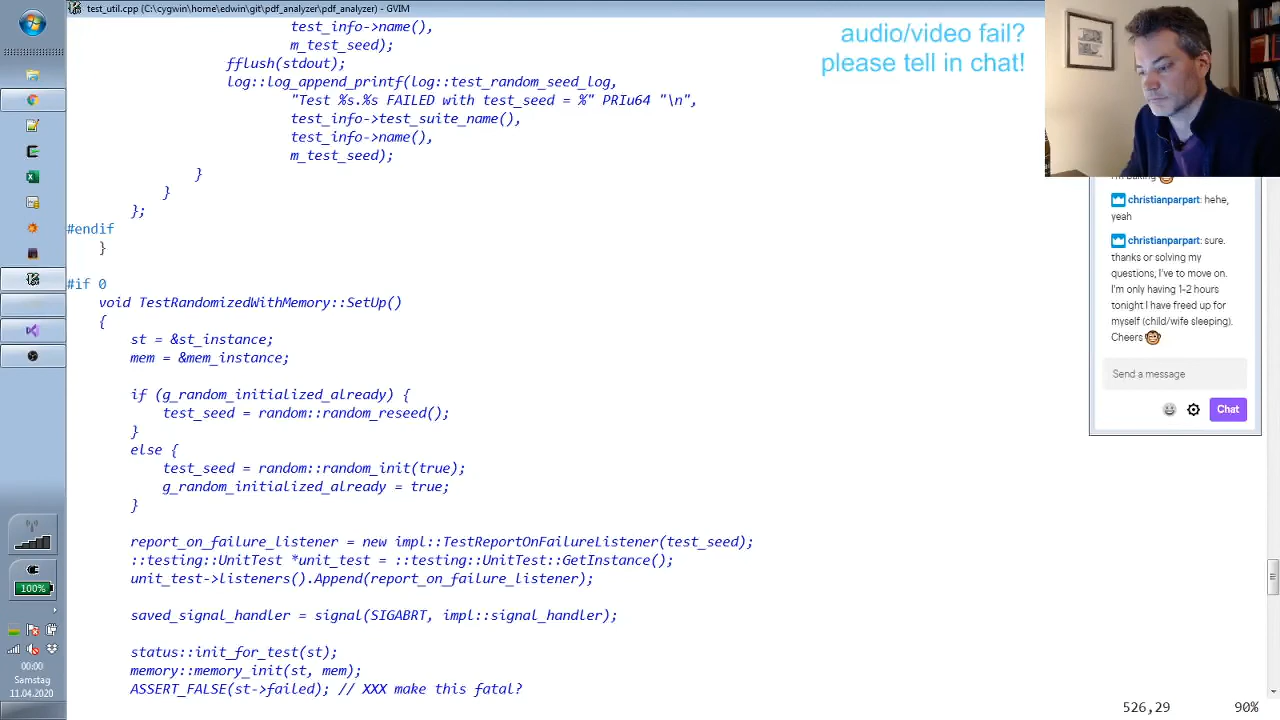 test_util.cpp (C:\cygwin\home\edwin\git\pdf_analyzer\pdf_analyzer) - GVIM
test_info->name(),
m_test_seed);
fflush(stdout);
log::log_append_printf(log::test_random_seed_log,
"Test %s.%s FAILED with test_seed = %" PRIu64 "\n",
test_info->test_suite_name(),
test_info->name(),
m_test_seed);
}
}
};
#endif
}
#if 0
void TestRandomizedWithMemory::SetUp()
{
st = &st_instance;
mem = &mem_instance;
if (g_random_initialized_already) {
test_seed = random::random_reseed();
}
else {
test_seed = random::random_init(true);
g_random_initialized_already = true;
}
report_on_failure_listener = new impl::TestReportOnFailureListener(test_seed);
::testing::UnitTest *unit_test = ::testing::UnitTest::GetInstance();
unit_test->listeners().Append(report_on_failure_listener);
saved_signal_handler = signal(SIGABRT, impl::signal_handler);
status::init_for_test(st);
memory::memory_init(st, mem);
ASSERT_FALSE(st->failed); // XXX make this fatal?
526,29 90%
audio/video fail?
please tell in chat!
christianparpart: hehe,
yeah
christianparpart: sure.
thanks or solving my
questions, I've to move on.
I'm only having 1-2 hours
tonight I have freed up for
myself (child/wife sleeping).
Cheers
Send a message
Chat
100%
00:00
Samstag
11.04.2020